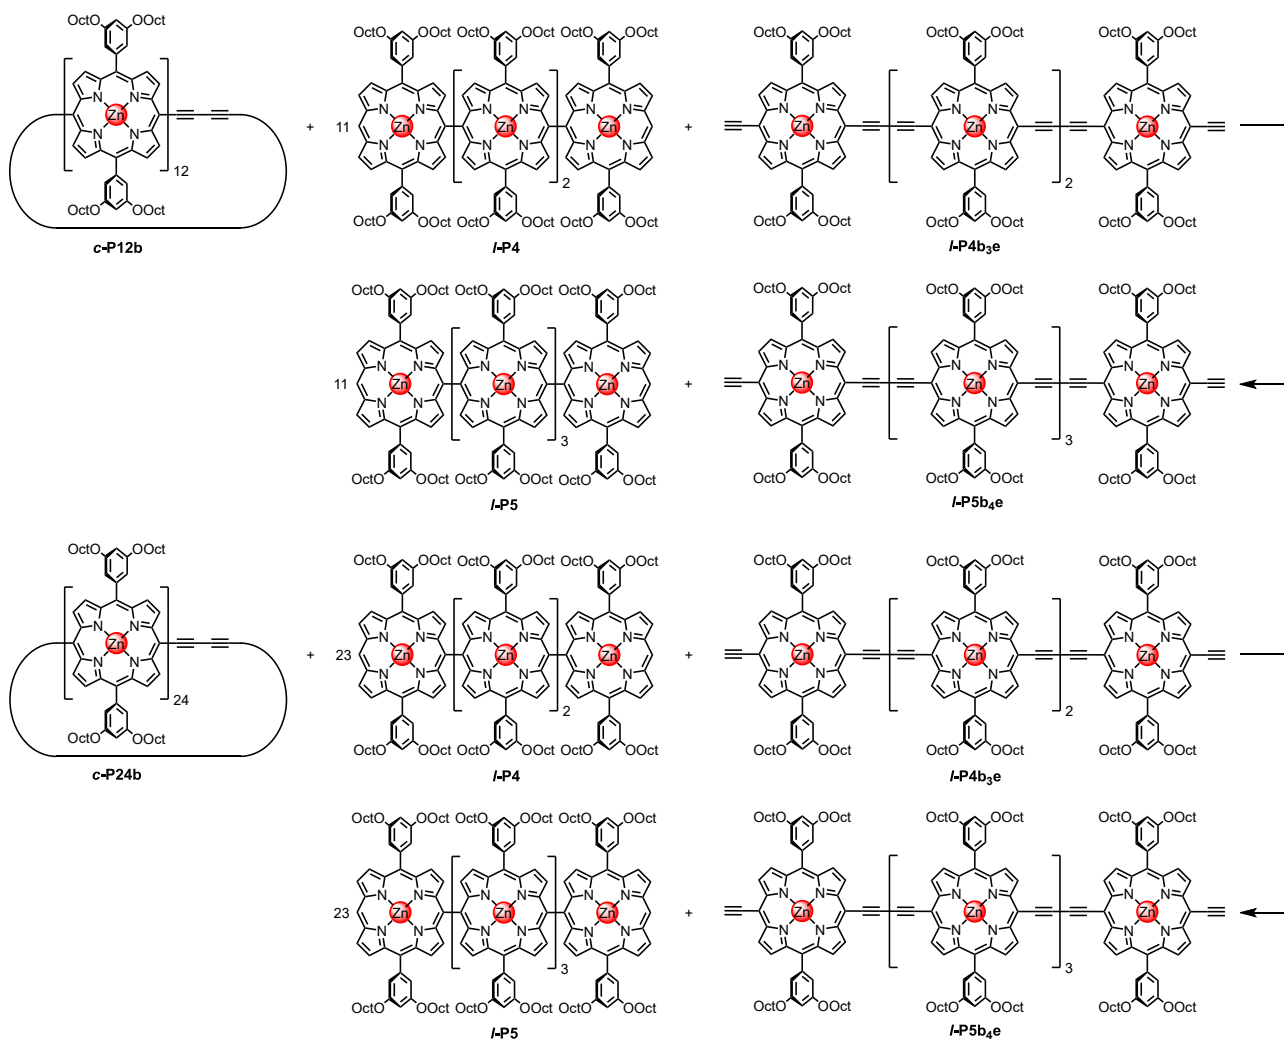 OctO OOct
OctO OOct OctO OOct OctO OOct OctO OOct OctO OOct OctO OOct
N N N N N N N N N N N N N N
Zn + 11 Zn Zn Zn + Zn Zn Zn
N N N N N N N N N N N N N N
12 2 2
OctO OOct OctO OOct OctO OOct OctO OOct OctO OOct OctO OOct OctO OOct
c-P12b l-P4 l-P4b3e
OctO OOct OctO OOct OctO OOct OctO OOct OctO OOct OctO OOct
N N N N N N N N N N N N
11 Zn Zn Zn + Zn Zn Zn
N N N N N N N N N N N N
3 3
OctO OOct OctO OOct OctO OOct OctO OOct OctO OOct OctO OOct
l-P5 l-P5b4e
OctO OOct
OctO OOct OctO OOct OctO OOct OctO OOct OctO OOct OctO OOct
N N N N N N N N N N N N N N
Zn + 23 Zn Zn Zn + Zn Zn Zn
N N N N N N N N N N N N N N
24 2 2
OctO OOct OctO OOct OctO OOct OctO OOct OctO OOct OctO OOct OctO OOct
c-P24b l-P4 l-P4b3e
OctO OOct OctO OOct OctO OOct OctO OOct OctO OOct OctO OOct
N N N N N N N N N N N N
23 Zn Zn Zn + Zn Zn Zn
N N N N N N N N N N N N
3 3
OctO OOct OctO OOct OctO OOct OctO OOct OctO OOct OctO OOct
l-P5 l-P5b4e